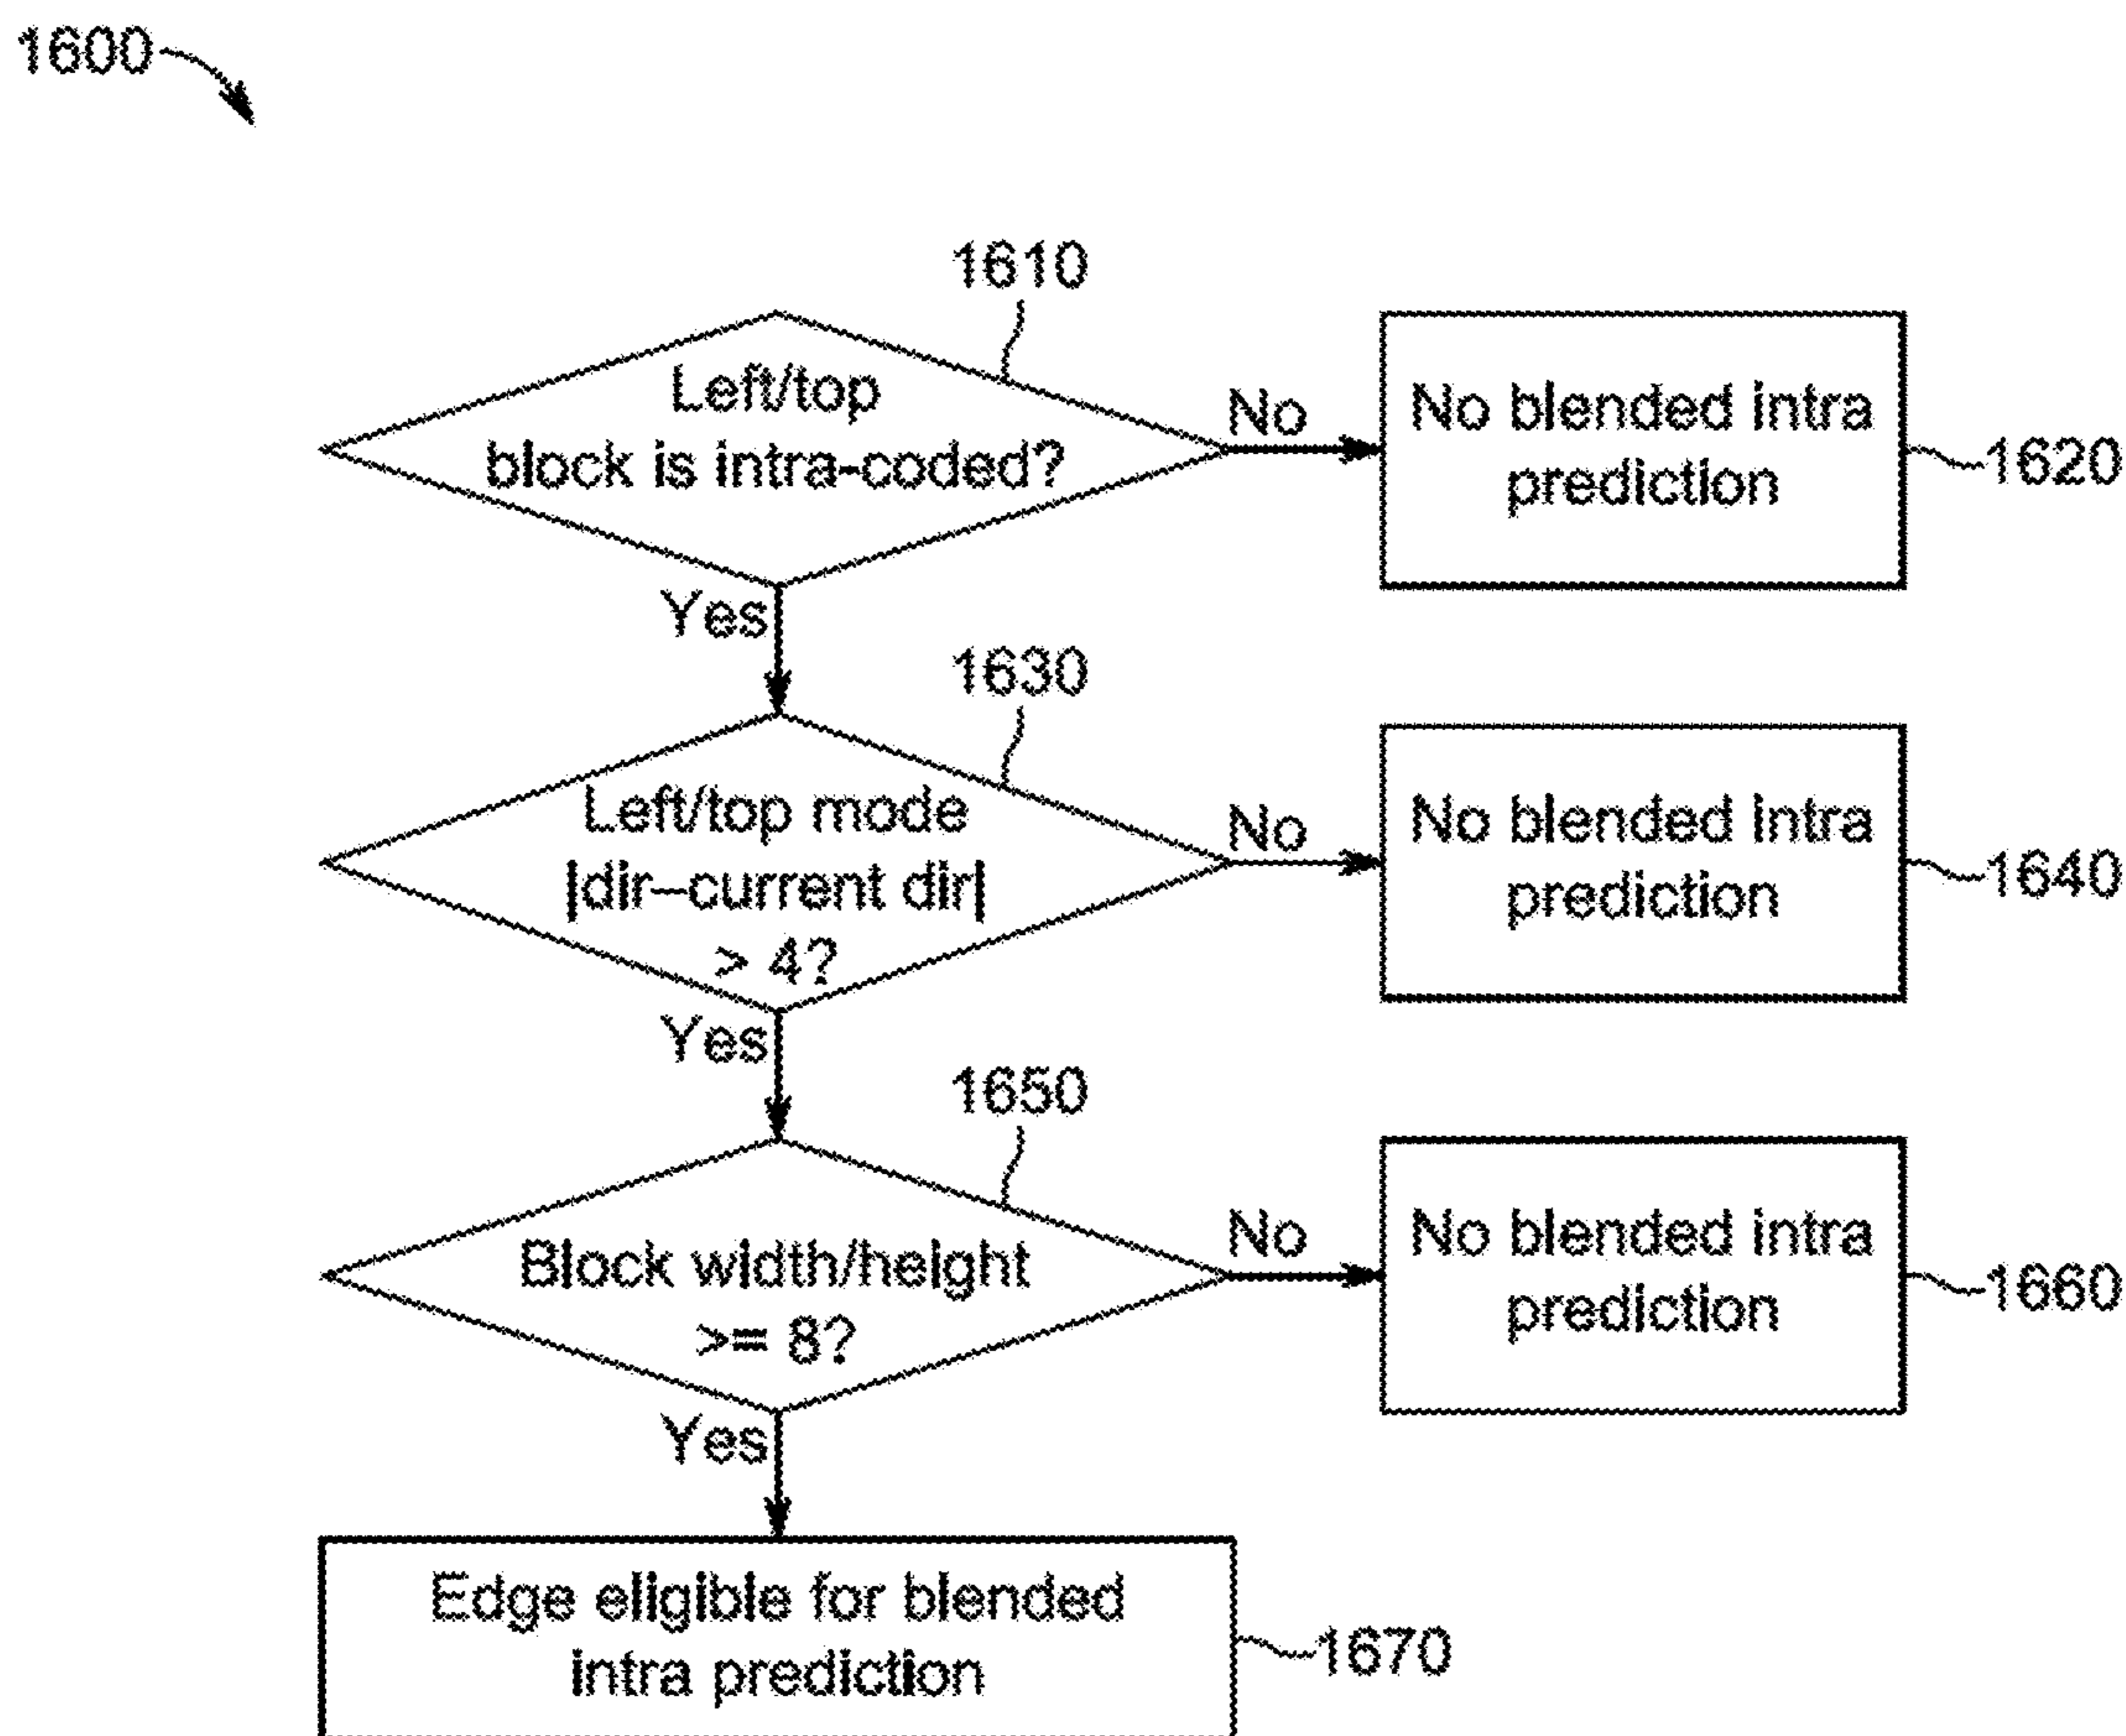 1600
1610
Left/top
block is intra-coded?
No
No blended intra
prediction
1620
Yes
1630
Left/top mode
|dir–current dir|
> 4?
No
No blended intra
prediction
1640
Yes
1650
Block width/height
>= 8?
No
No blended intra
prediction
1660
Yes
Edge eligible for blended
intra prediction
1670